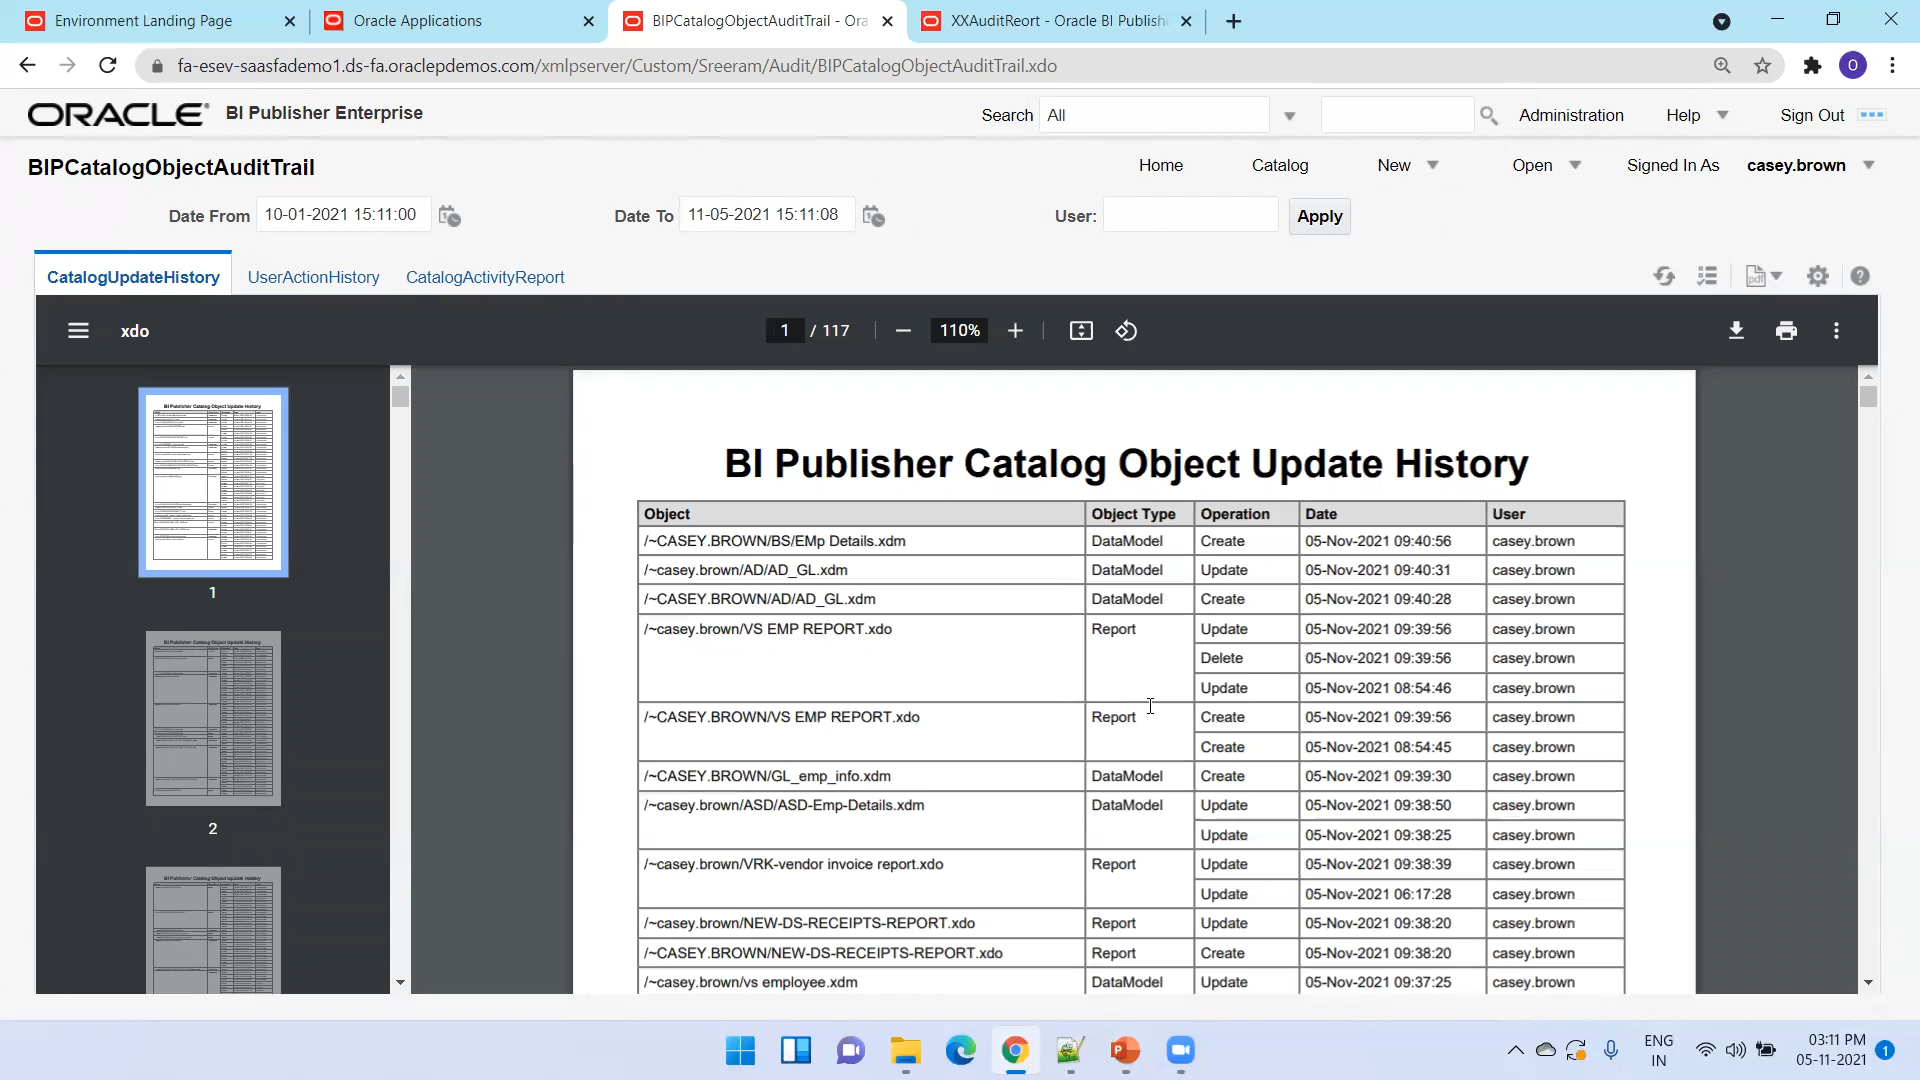 Environment Landing Page
Oracle Applications
BIPCatalogObjectAuditTrail - Ora
XXAuditReort - Oracle BI Publish
fa-esev-saasfademo1.ds-fa.oraclepdemos.com/xmlpserver/Custom/Sreeram/Audit/BIPCatalogObjectAuditTrail.xdo
O
ORACLE BI Publisher Enterprise
Search All Administration Help Sign Out
BIPCatalogObjectAuditTrail
Home Catalog New Open Signed In As casey.brown
Date From 10-01-2021 15:11:00 Date To 11-05-2021 15:11:08 User: Apply
CatalogUpdateHistory UserActionHistory CatalogActivityReport
xdo 1 / 117 110%
1
2
BI Publisher Catalog Object Update History
Object Object Type Operation Date User
/~CASEY.BROWN/BS/EMp Details.xdm DataModel Create 05-Nov-2021 09:40:56 casey.brown
/~casey.brown/AD/AD_GL.xdm DataModel Update 05-Nov-2021 09:40:31 casey.brown
/~CASEY.BROWN/AD/AD_GL.xdm DataModel Create 05-Nov-2021 09:40:28 casey.brown
/~casey.brown/VS EMP REPORT.xdo Report Update 05-Nov-2021 09:39:56 casey.brown
Delete 05-Nov-2021 09:39:56 casey.brown
Update 05-Nov-2021 08:54:46 casey.brown
/~CASEY.BROWN/VS EMP REPORT.xdo Report Create 05-Nov-2021 09:39:56 casey.brown
Create 05-Nov-2021 08:54:45 casey.brown
/~CASEY.BROWN/GL_emp_info.xdm DataModel Create 05-Nov-2021 09:39:30 casey.brown
/~casey.brown/ASD/ASD-Emp-Details.xdm DataModel Update 05-Nov-2021 09:38:50 casey.brown
Update 05-Nov-2021 09:38:25 casey.brown
/~casey.brown/VRK-vendor invoice report.xdo Report Update 05-Nov-2021 09:38:39 casey.brown
Update 05-Nov-2021 06:17:28 casey.brown
/~casey.brown/NEW-DS-RECEIPTS-REPORT.xdo Report Update 05-Nov-2021 09:38:20 casey.brown
/~CASEY.BROWN/NEW-DS-RECEIPTS-REPORT.xdo Report Create 05-Nov-2021 09:38:20 casey.brown
/~casey.brown/vs employee.xdm DataModel Update 05-Nov-2021 09:37:25 casey.brown
ENG
IN
03:11 PM
05-11-2021
1